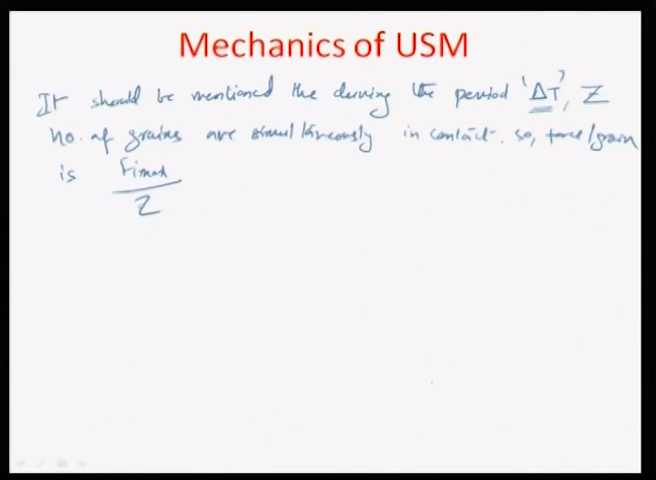 Mechanics of USM
It should be mentioned the during the period 'ΔT', Z
no. of grains are simultaneously in contact. so, force/grain
is Fimax
Z